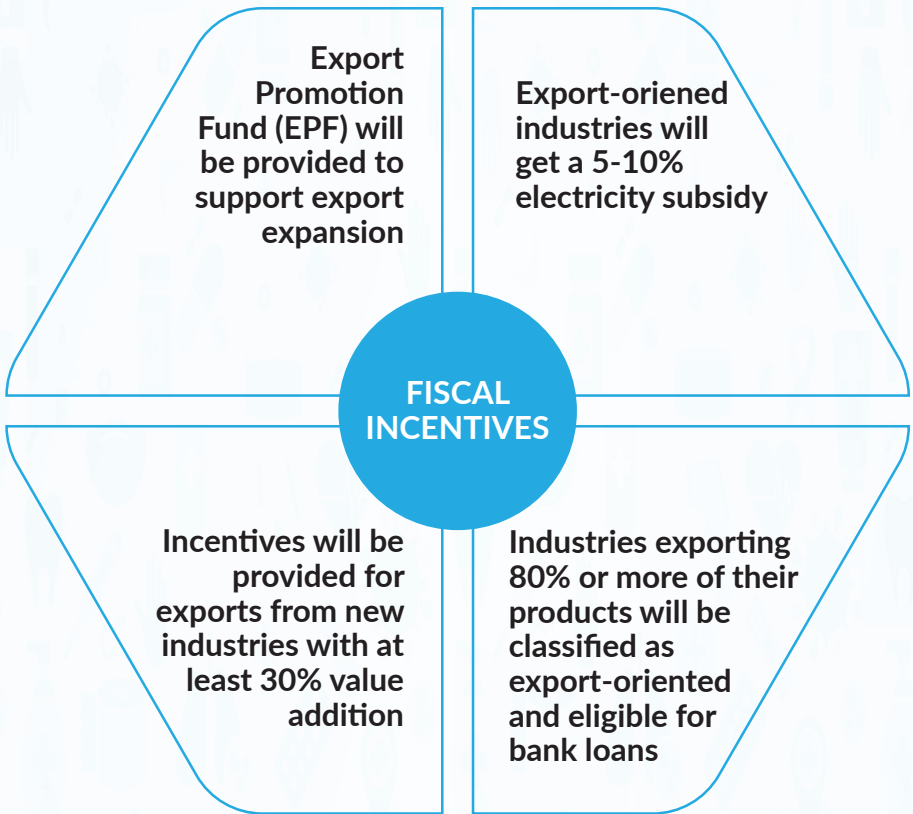 Export
Promotion
Fund (EPF) will
be provided to
support export
expansion
Export-oriened
industries will
get a 5-10%
electricity subsidy
FISCAL
INCENTIVES
Incentives will be
provided for
exports from new
industries with at
least 30% value
addition
Industries exporting
80% or more of their
products will be
classified as
export-oriented
and eligible for
bank loans